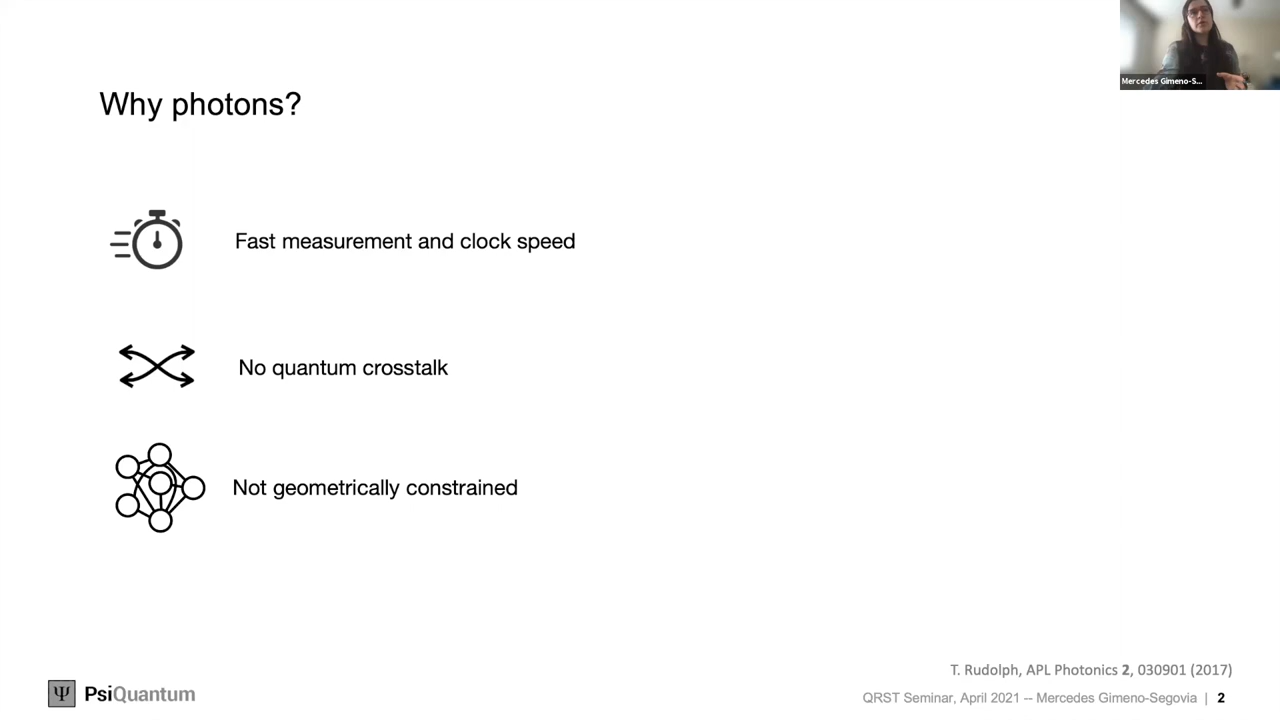 Mercedes Gimeno-S...
Why photons?
Fast measurement and clock speed
No quantum crosstalk
Not geometrically constrained
T. Rudolph, APL Photonics 2, 030901 (2017)
Ψ PsiQuantum
QRST Seminar, April 2021 -- Mercedes Gimeno-Segovia | 2